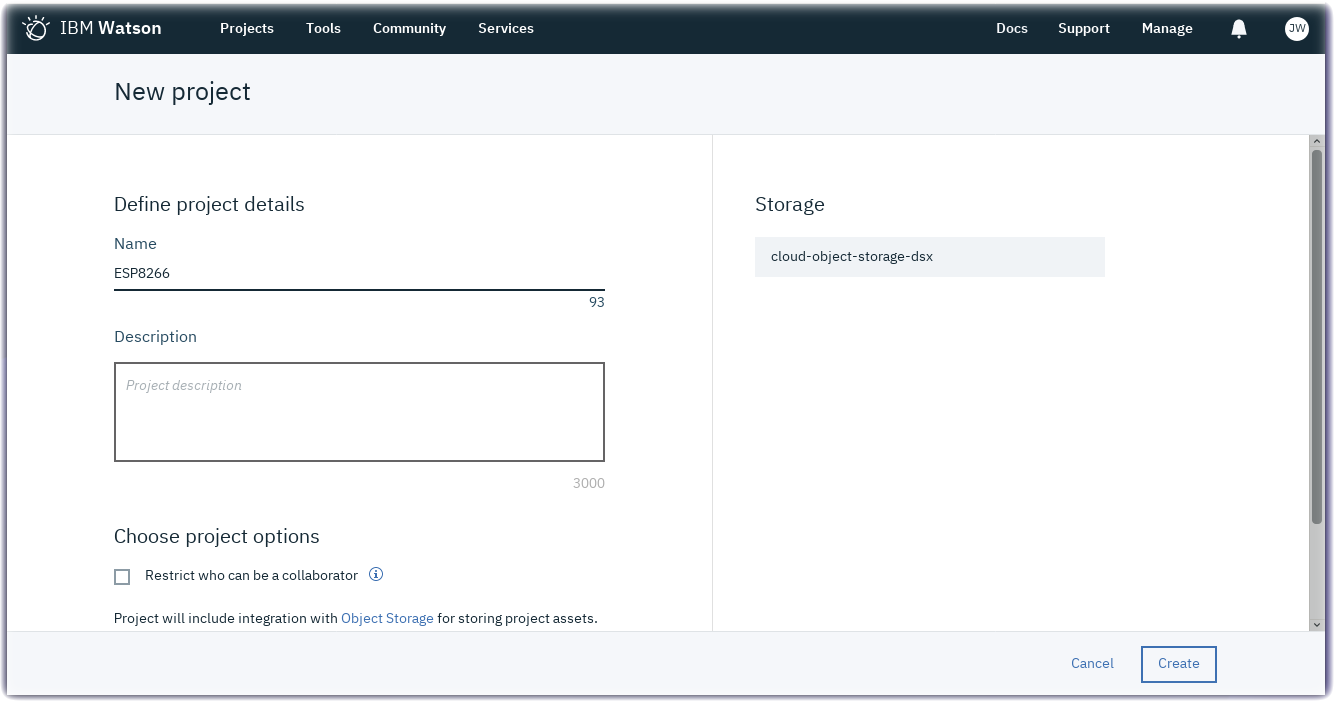 IBM Watson Projects Tools Community Services Docs Support Manage JW
New project
Define project details
Name
ESP8266
93
Description
Project description
3000
Choose project options
Restrict who can be a collaborator
Project will include integration with Object Storage for storing project assets.
Storage
cloud-object-storage-dsx
Cancel Create